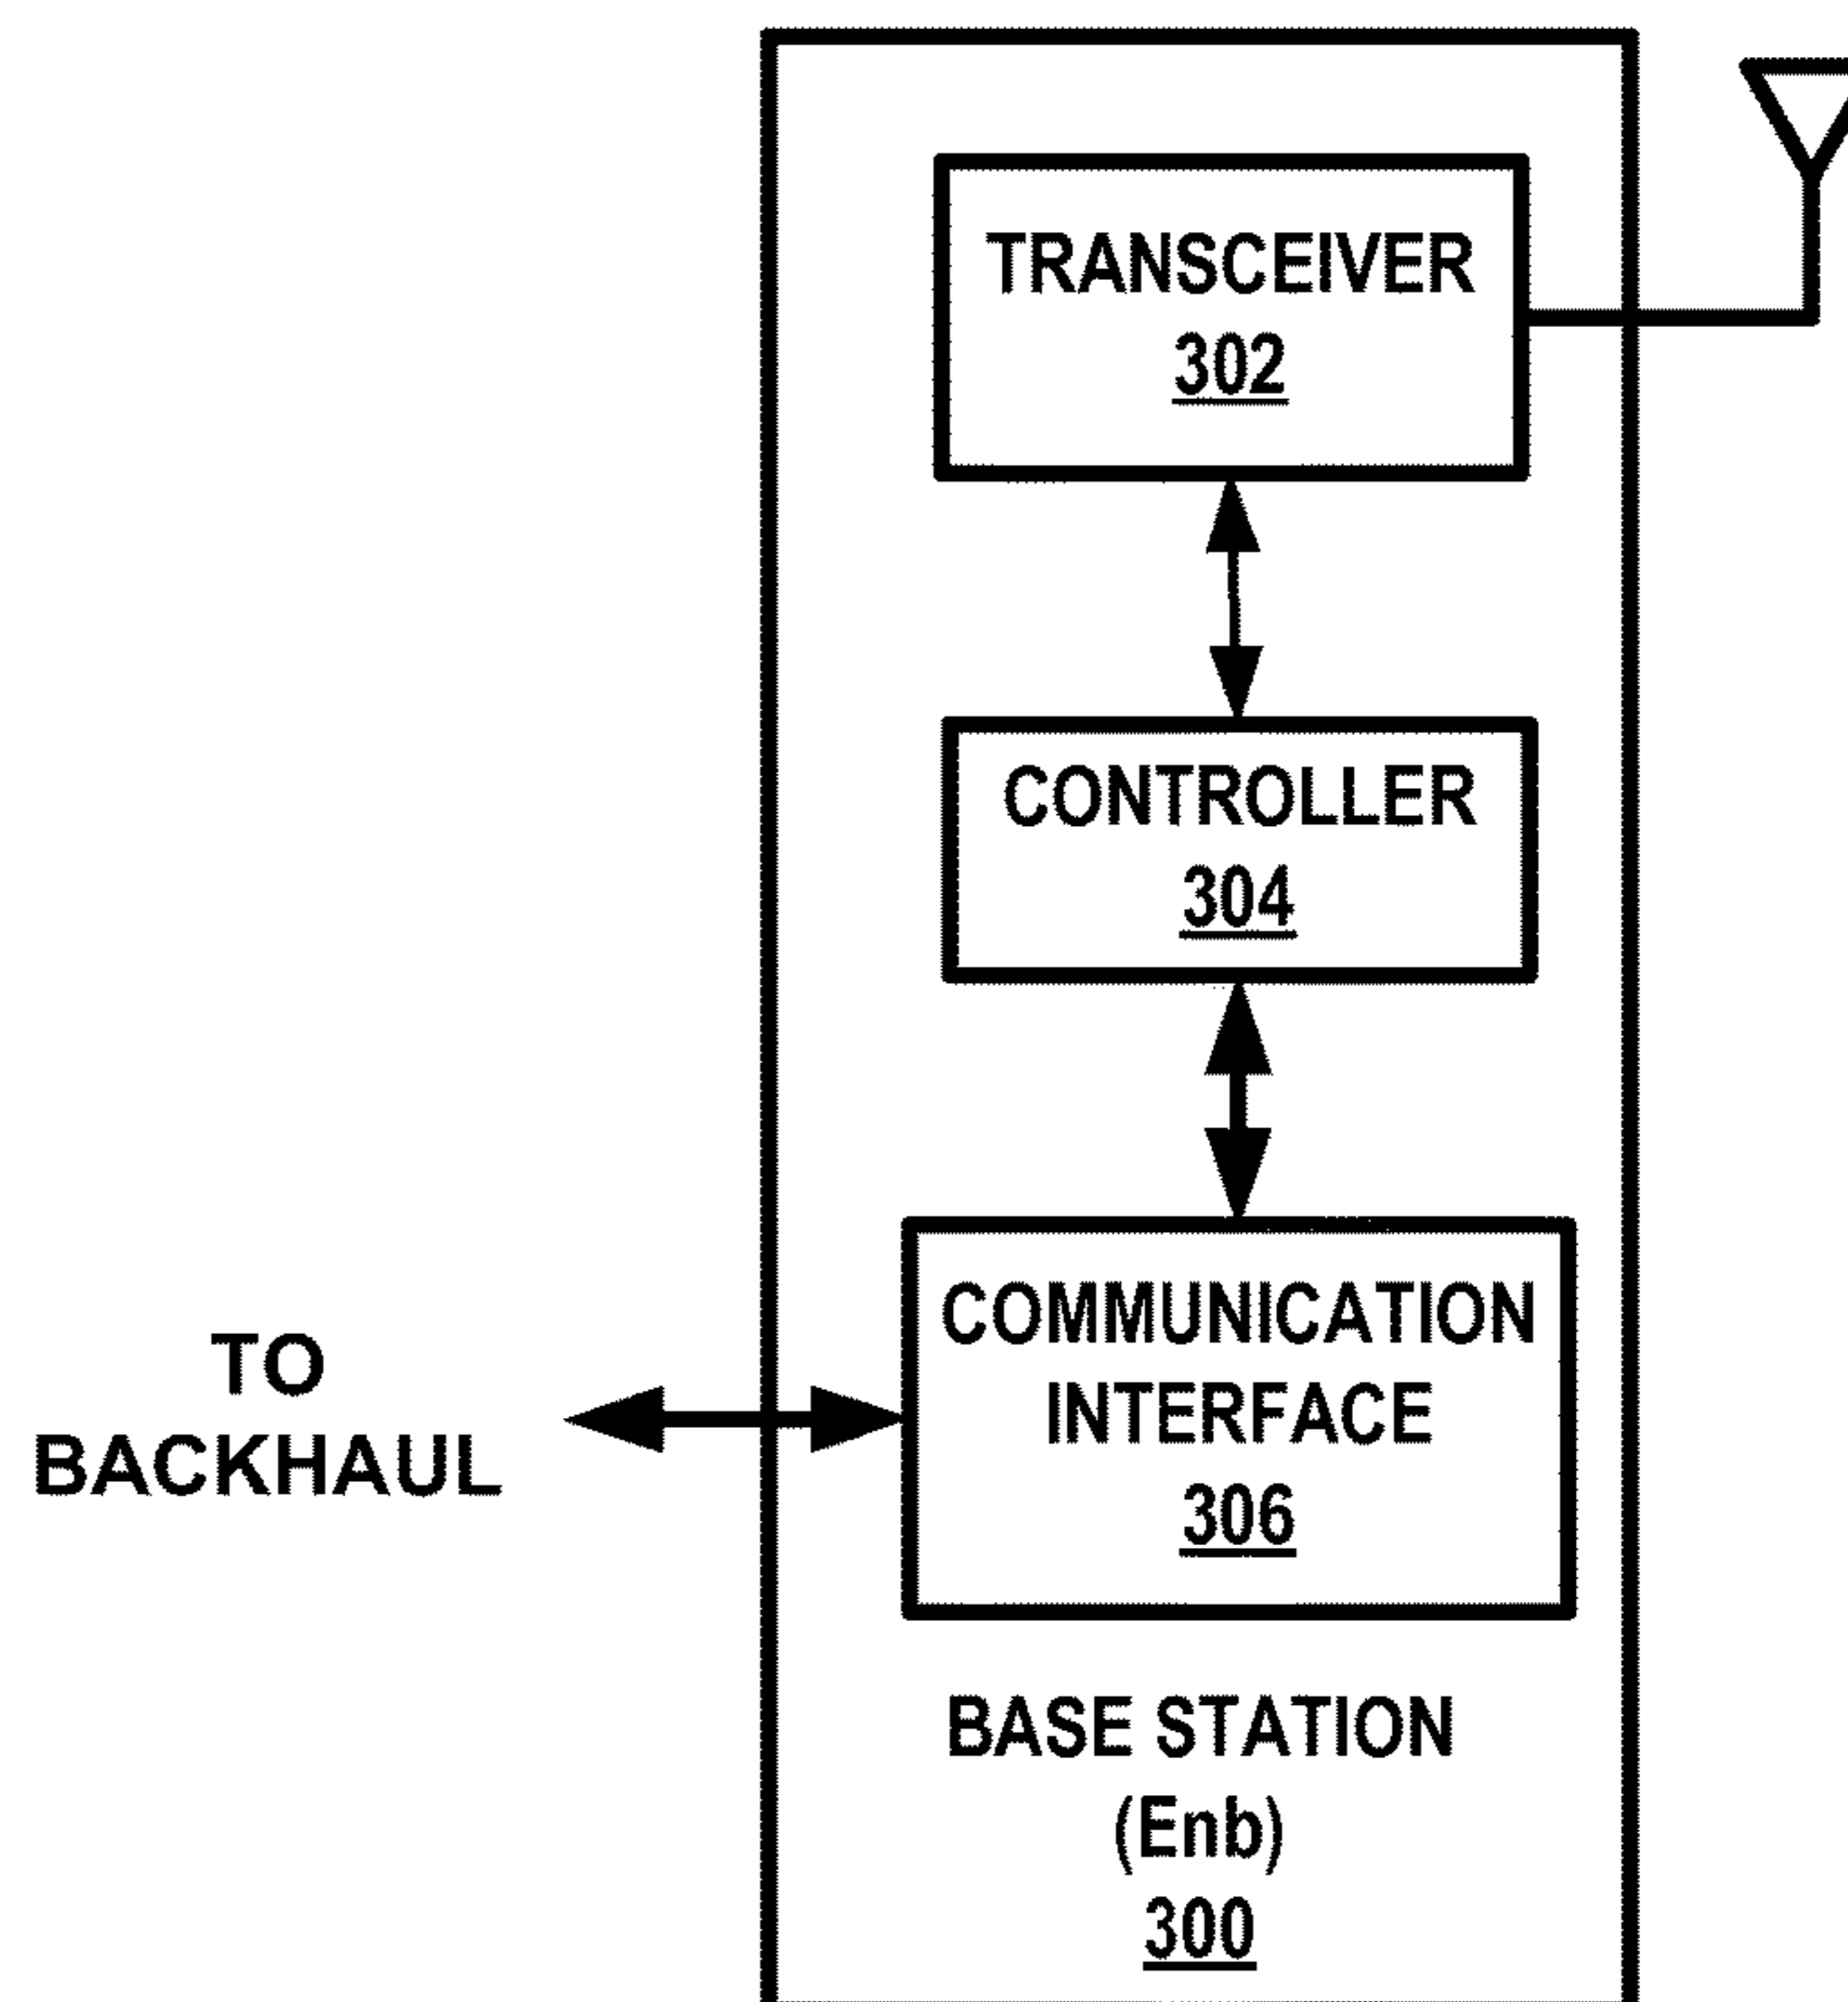 TRANSCEIVER
302
CONTROLLER
304
COMMUNICATION
INTERFACE
306
TO
BACKHAUL
BASE STATION
(Enb)
300